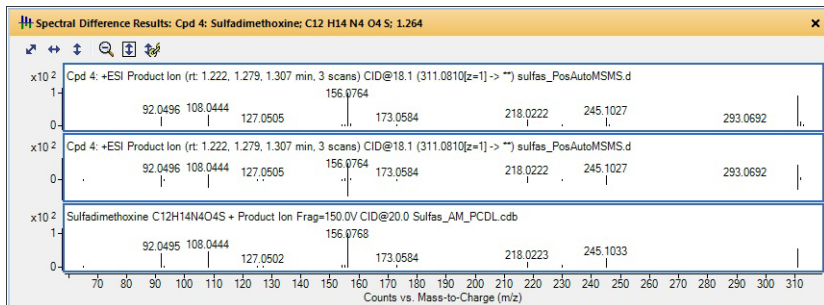 Spectral Difference Results: Cpd 4: Sulfadimethoxine; C12 H14 N4 O4 S; 1.264
x10 2 Cpd 4: +ESI Product Ion (rt: 1.222, 1.279, 1.307 min, 3 scans) CID@18.1 (311.0810[z=1] -> **) sulfas_PosAutoMSMS.d
1
0
92.0496 108.0444 127.0505 156.0764 173.0584 218.0222 245.1027 293.0692
x10 2 Cpd 4: +ESI Product Ion (rt: 1.222, 1.279, 1.307 min, 3 scans) CID@18.1 (311.0810[z=1] -> **) sulfas_PosAutoMSMS.d
0
92.0496 108.0444 127.0505 156.0764 173.0584 218.0222 245.1027 293.0692
x10 2 Sulfadimethoxine C12H14N4O4S + Product Ion Frag=150.0V CID@20.0 Sulfas_AM_PCDL.cdb
1
0
92.0495 108.0444 127.0502 156.0768 173.0584 218.0223 245.1033
70 80 90 100 110 120 130 140 150 160 170 180 190 200 210 220 230 240 250 260 270 280 290 300 310
Counts vs. Mass-to-Charge (m/z)